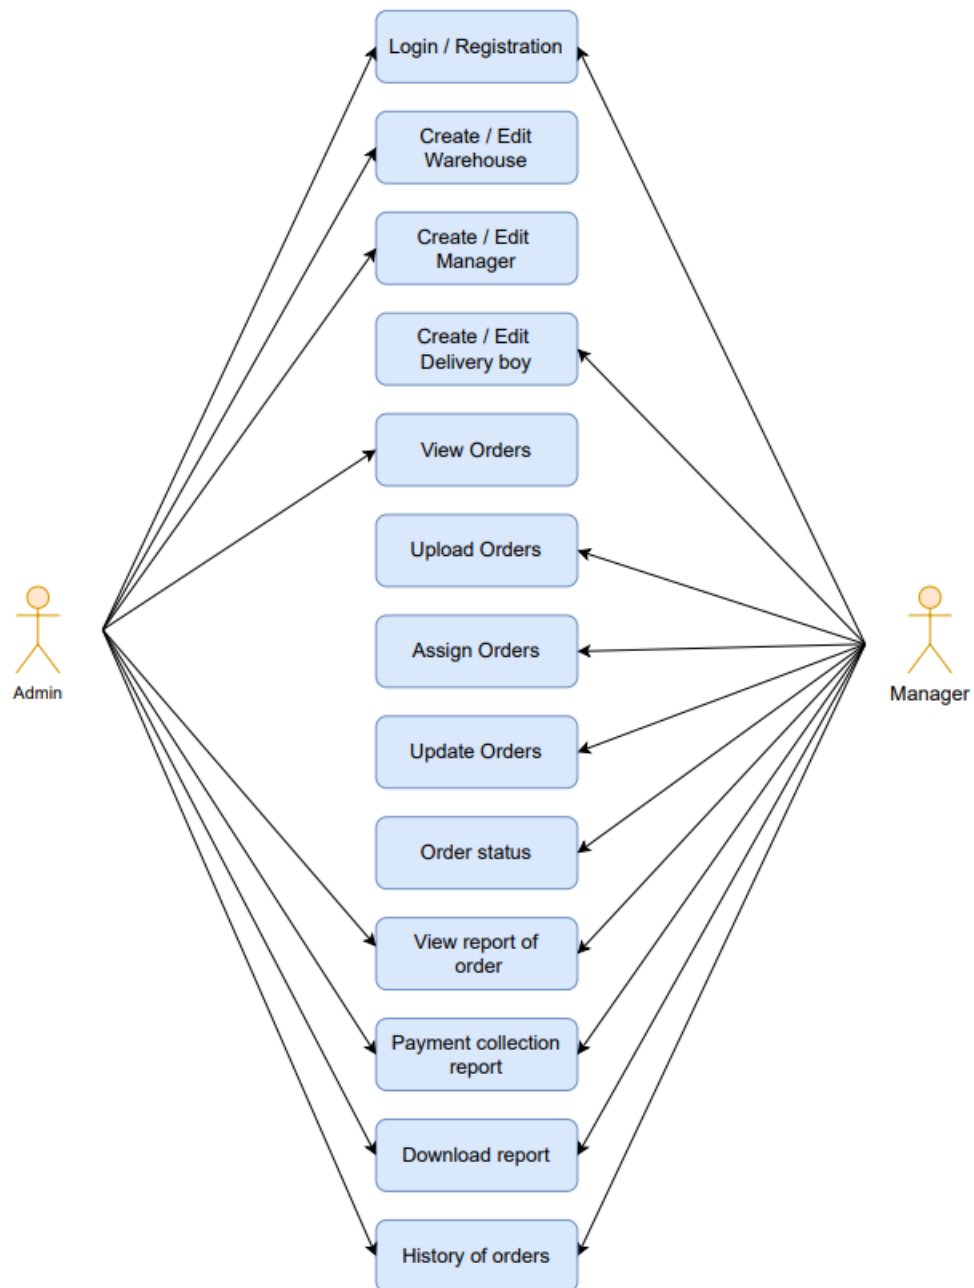 Login / Registration
Create / Edit
Warehouse
Create / Edit
Manager
Create / Edit
Delivery boy
View Orders
Upload Orders
Assign Orders
Admin
Manager
Update Orders
Order status
View report of
order
Payment collection
report
Download report
History of orders